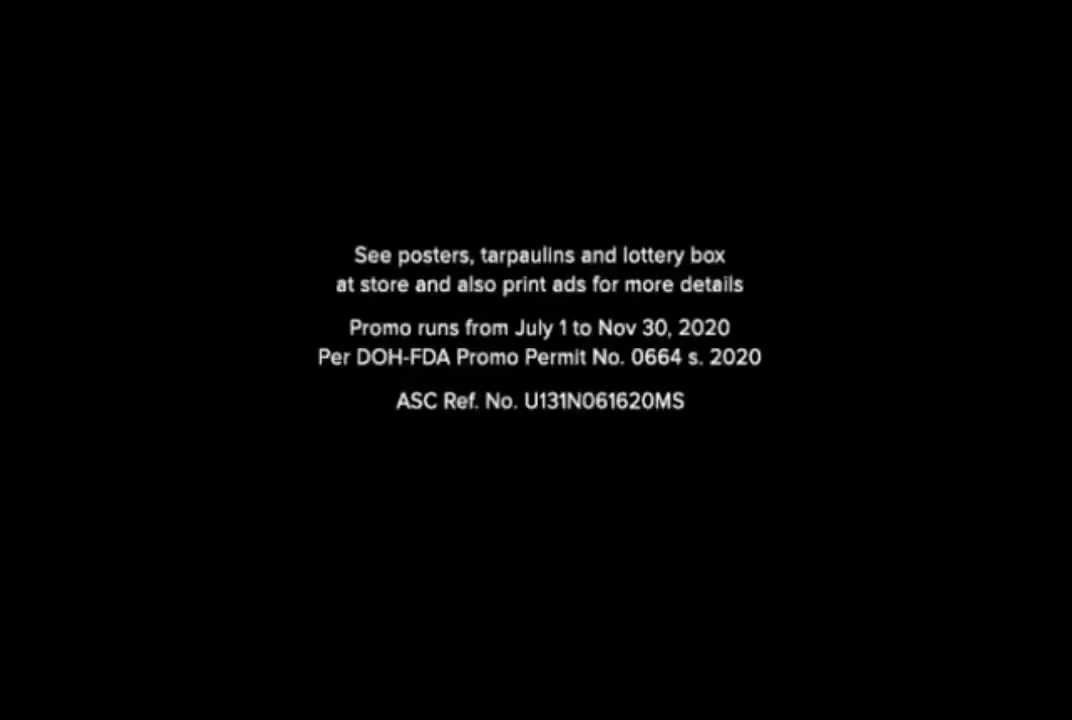 See posters, tarpaulins and lottery box
at store and also print ads for more details
Promo runs from July 1 to Nov 30, 2020
Per DOH-FDA Promo Permit No. 0664 s. 2020
ASC Ref. No. U131N061620MS